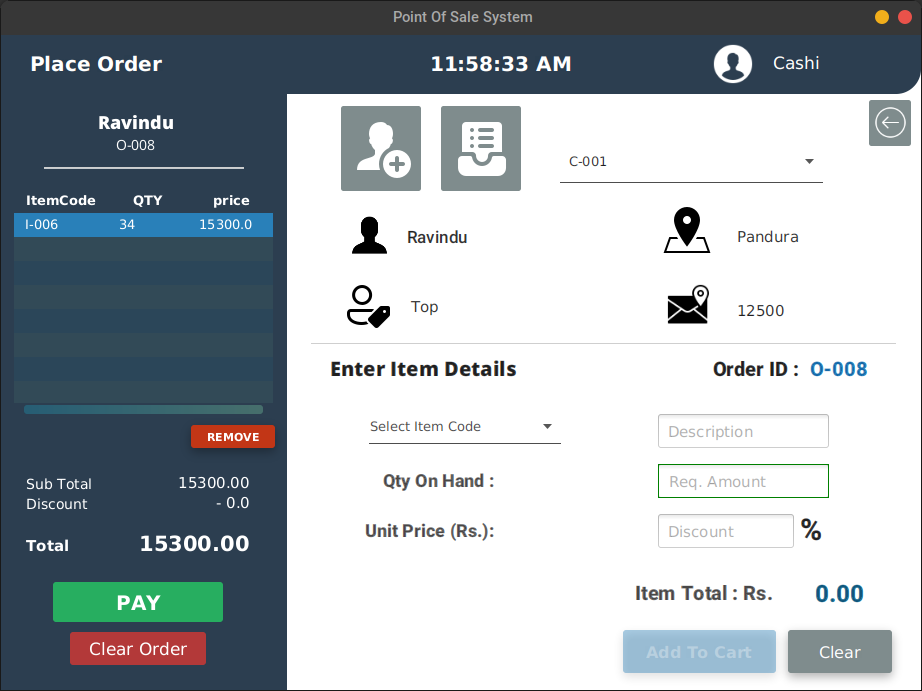 Point Of Sale System
Place Order
11:58:33 AM
Cashi
Ravindu
O-008
ItemCode QTY price
I-006 34 15300.0
REMOVE
Sub Total 15300.00
Discount - 0.0
Total 15300.00
PAY
Clear Order
C-001
Ravindu
Pandura
Top
12500
Enter Item Details
Order ID : O-008
Select Item Code
Description
Qty On Hand :
Req. Amount
Unit Price (Rs.):
Discount %
Item Total : Rs. 0.00
Add To Cart
Clear